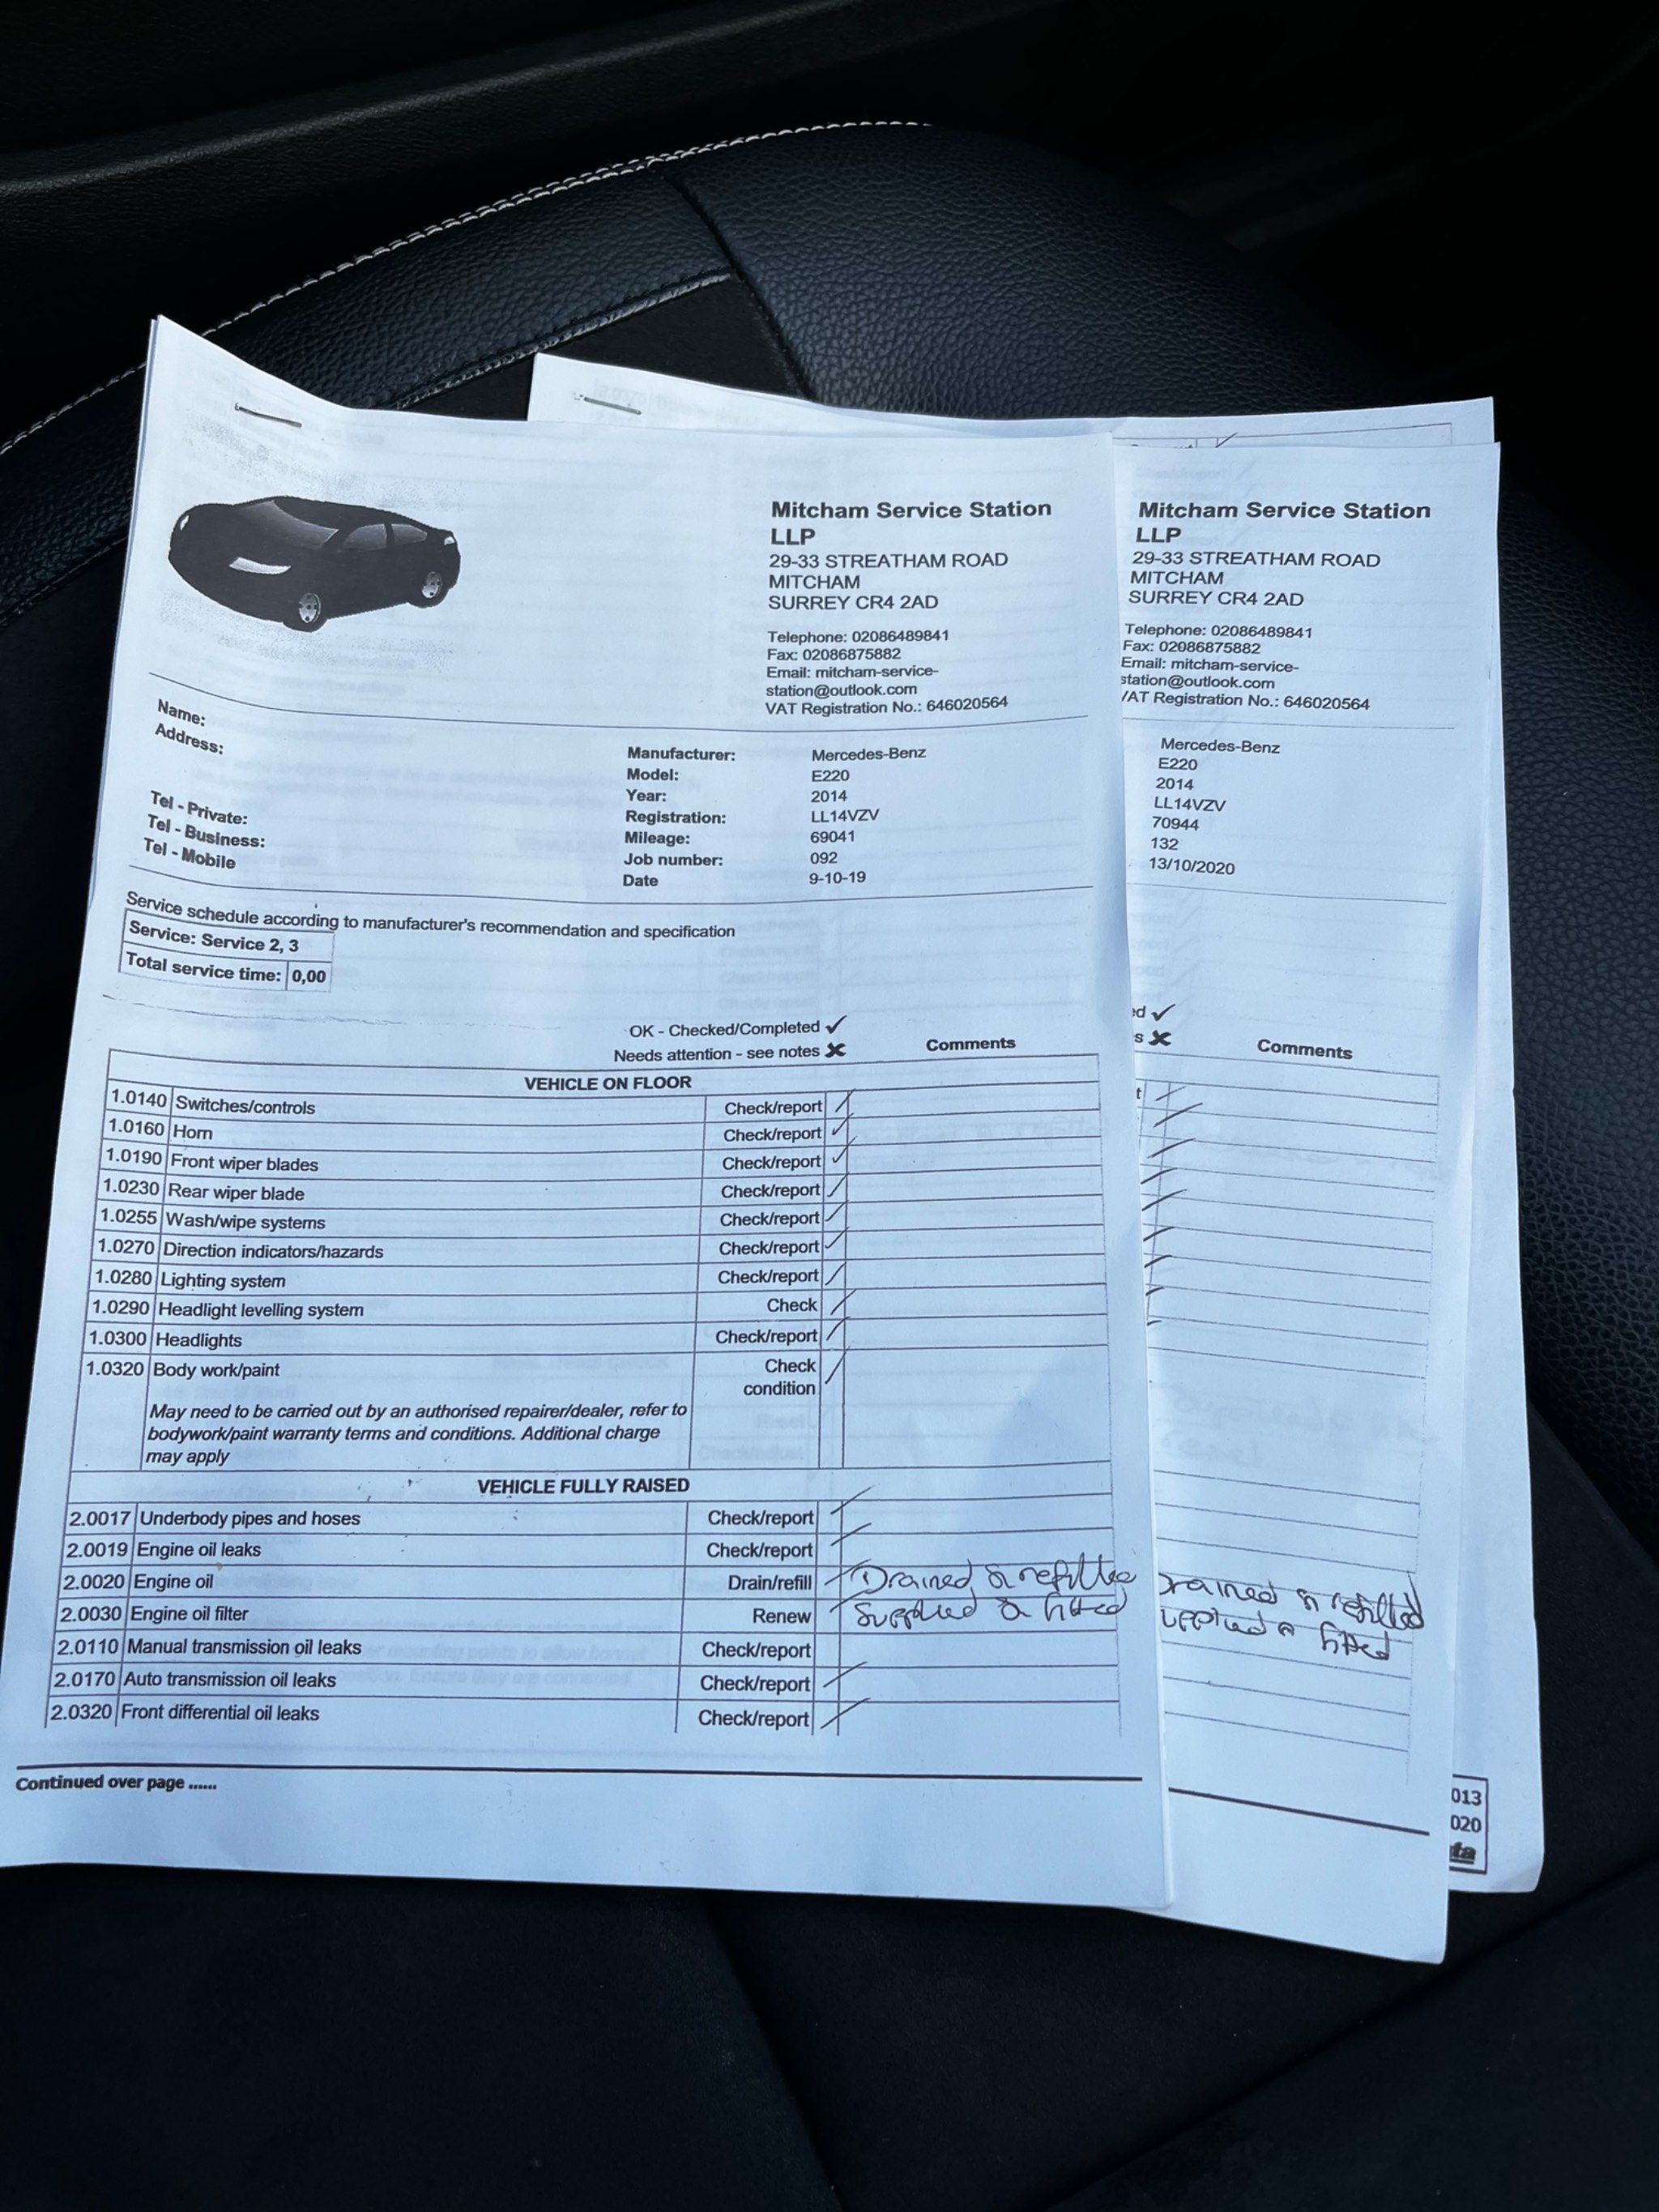 Mitcham Service Station
LLP
29-33 STREATHAM ROAD
MITCHAM
SURREY CR4 2AD
Telephone: 02086489841
Fax: 02086875882
Email: mitcham-service-
station@outlook.com
VAT Registration No.: 646020564
Name:
Address:
Tel - Private:
Tel - Business:
Tel - Mobile
Manufacturer: Mercedes-Benz
Model: E220
Year: 2014
Registration: LL14VZV
Mileage: 69041
Job number: 092
Date 9-10-19
Service schedule according to manufacturer's recommendation and specification
Service: Service 2, 3
Total service time: 0,00
OK - Checked/Completed ✓
Needs attention - see notes ✗ Comments
VEHICLE ON FLOOR
1.0140 Switches/controls Check/report
1.0160 Horn Check/report
1.0190 Front wiper blades Check/report
1.0230 Rear wiper blade Check/report
1.0255 Wash/wipe systems Check/report
1.0270 Direction indicators/hazards Check/report
1.0280 Lighting system Check/report
1.0290 Headlight levelling system Check
1.0300 Headlights Check/report
1.0320 Body work/paint Check
condition
May need to be carried out by an authorised repairer/dealer, refer to
bodywork/paint warranty terms and conditions. Additional charge
may apply
VEHICLE FULLY RAISED
2.0017 Underbody pipes and hoses Check/report
2.0019 Engine oil leaks Check/report
2.0020 Engine oil Drain/refill Drained & refilled
2.0030 Engine oil filter Renew Supplied & fitted
2.0110 Manual transmission oil leaks Check/report
2.0170 Auto transmission oil leaks Check/report
2.0320 Front differential oil leaks Check/report
Continued over page ......
Mitcham Service Station
LLP
29-33 STREATHAM ROAD
MITCHAM
SURREY CR4 2AD
Telephone: 02086489841
Fax: 02086875882
Email: mitcham-service-
station@outlook.com
VAT Registration No.: 646020564
Mercedes-Benz
E220
2014
LL14VZV
70944
132
13/10/2020
ed ✓
s ✗ Comments
t
rained & refilled
upplied & fitted
013
020
ta